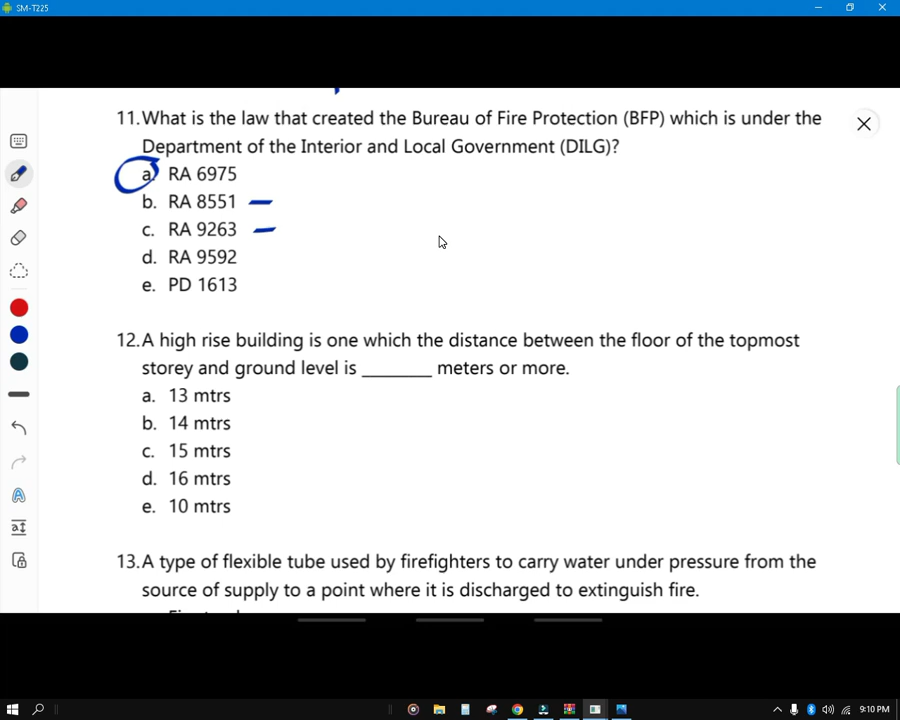 SM-T225
11. What is the law that created the Bureau of Fire Protection (BFP) which is under the
Department of the Interior and Local Government (DILG)?
a. RA 6975
b. RA 8551
c. RA 9263
d. RA 9592
e. PD 1613
12. A high rise building is one which the distance between the floor of the topmost
storey and ground level is ________ meters or more.
a. 13 mtrs
b. 14 mtrs
c. 15 mtrs
d. 16 mtrs
e. 10 mtrs
13. A type of flexible tube used by firefighters to carry water under pressure from the
source of supply to a point where it is discharged to extinguish fire.
9:10 PM